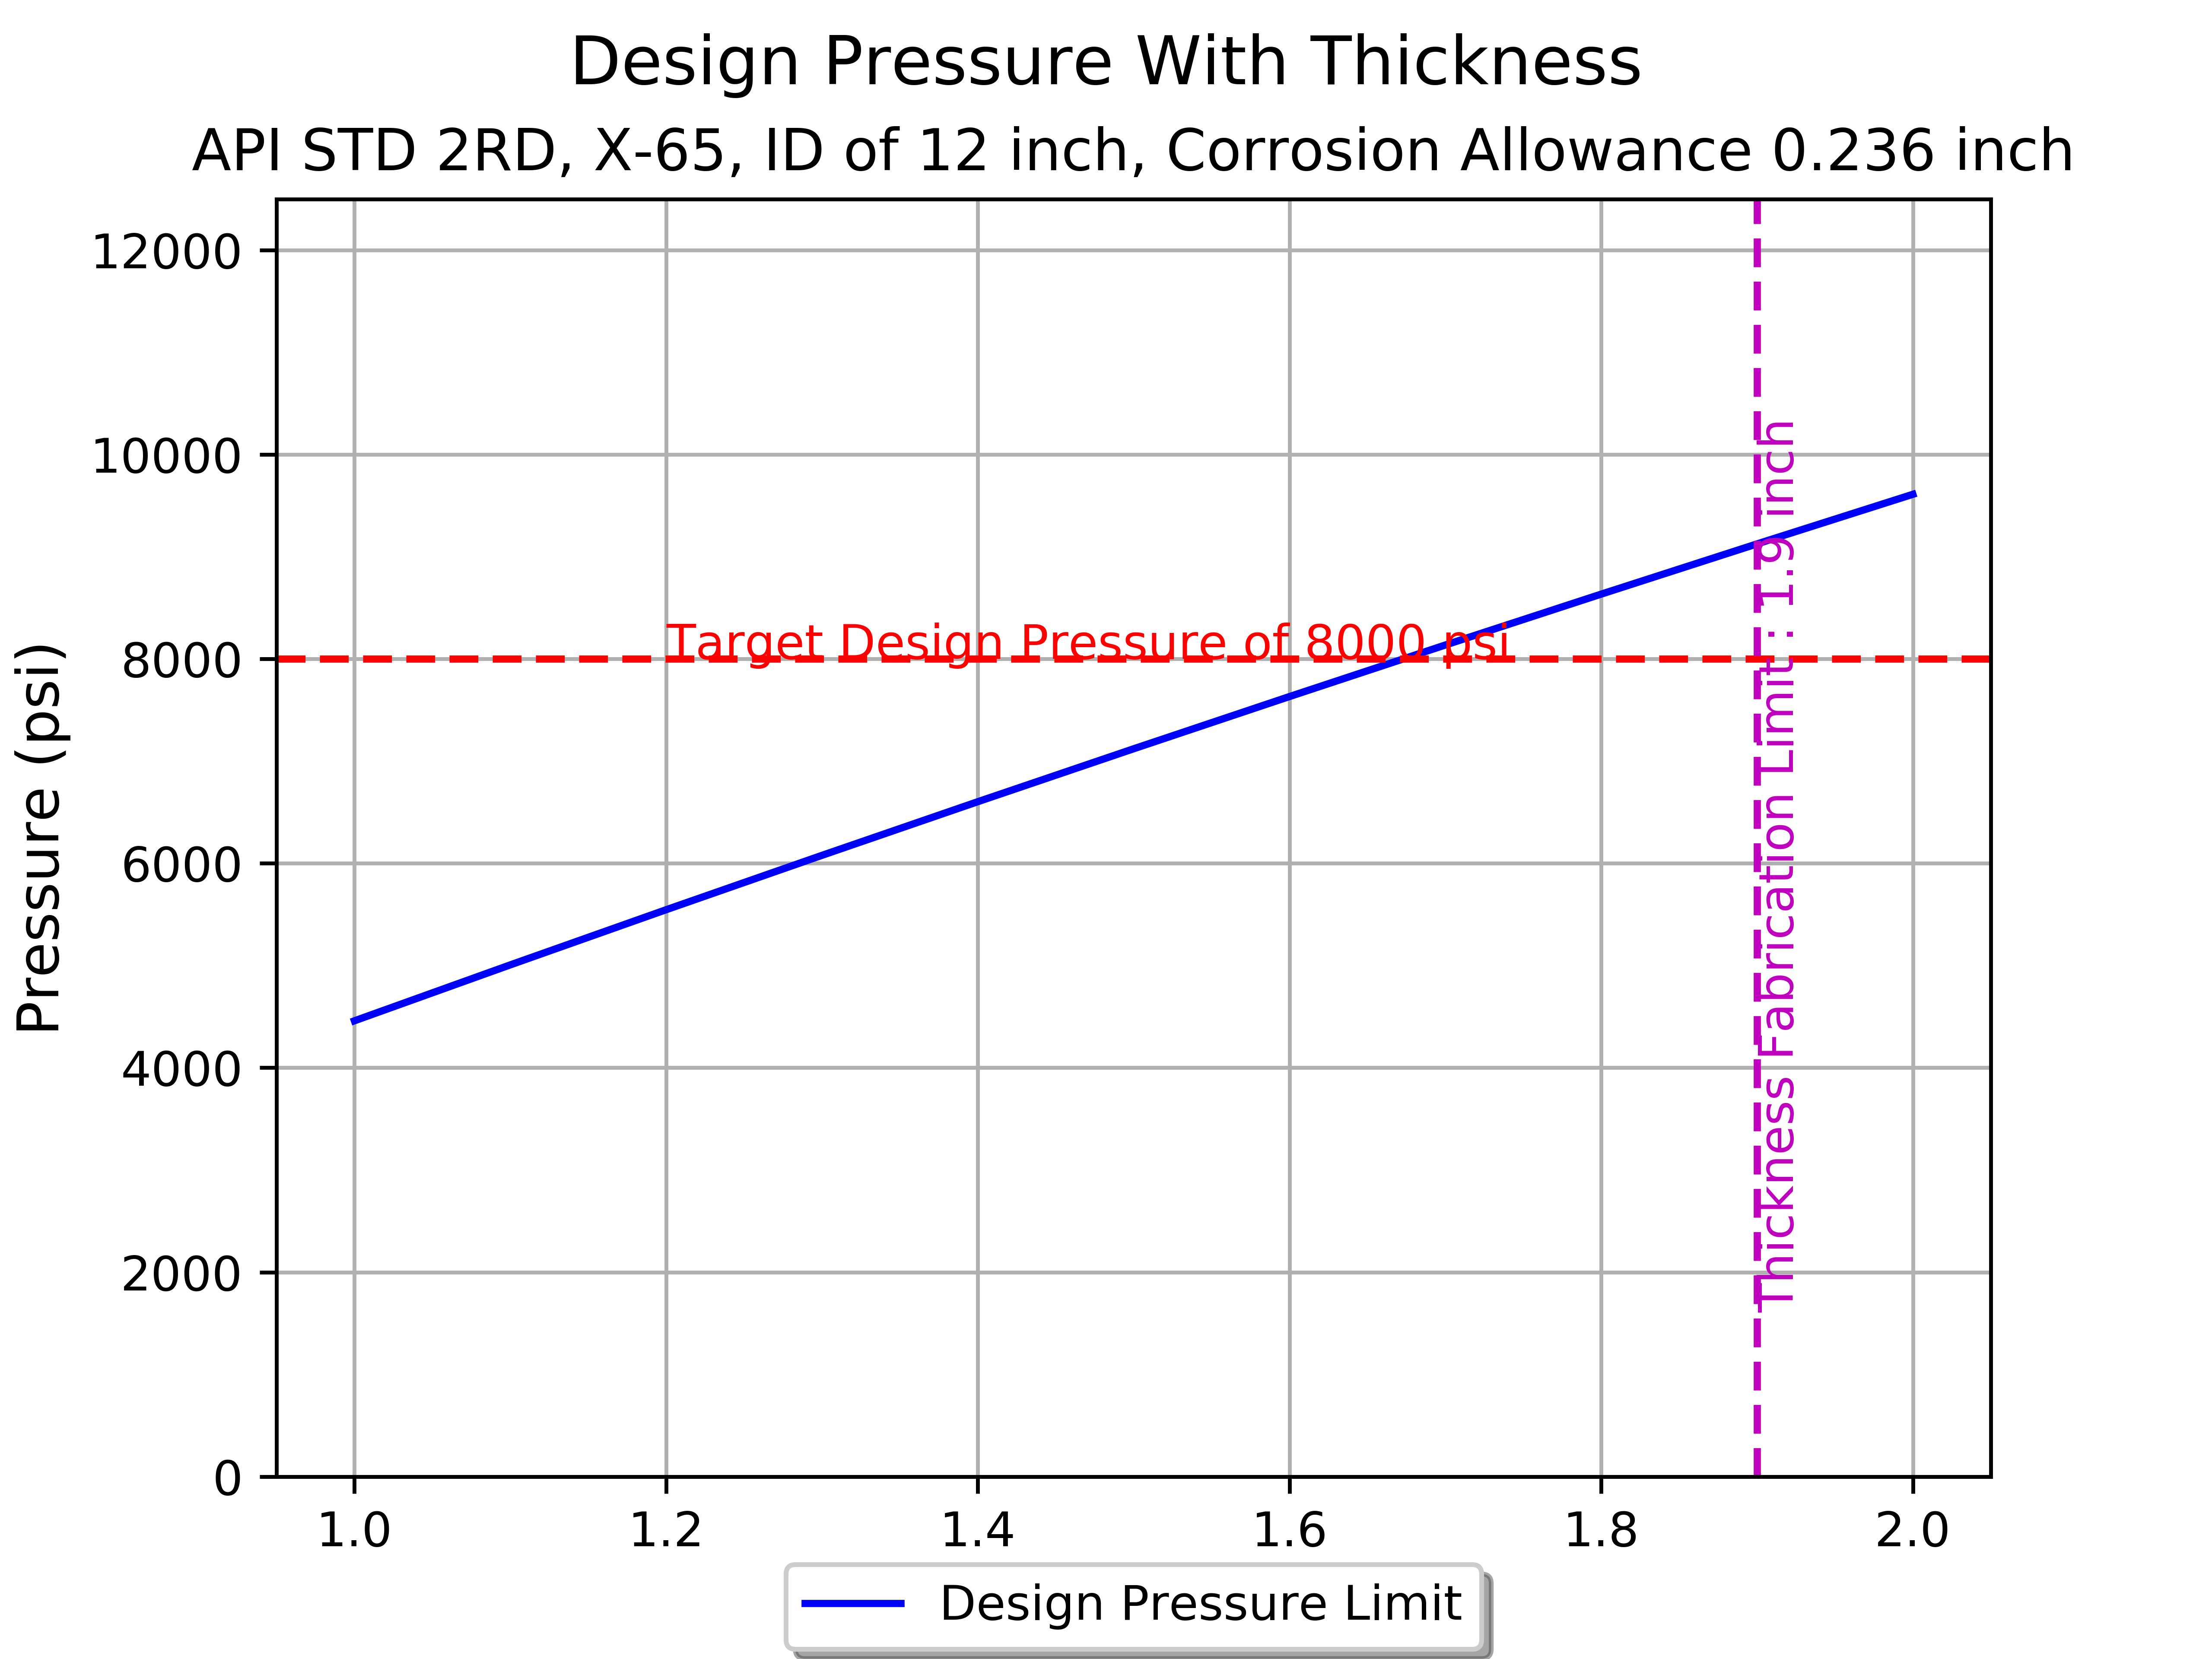 Design Pressure With Thickness
API STD 2RD, X-65, ID of 12 inch, Corrosion Allowance 0.236 inch
Pressure (psi)
12000
10000
8000
6000
4000
2000
0
Target Design Pressure of 8000 psi
Thickness Fabrication Limit : 1.9 inch
1.0 1.2 1.4 1.6 1.8 2.0
Design Pressure Limit